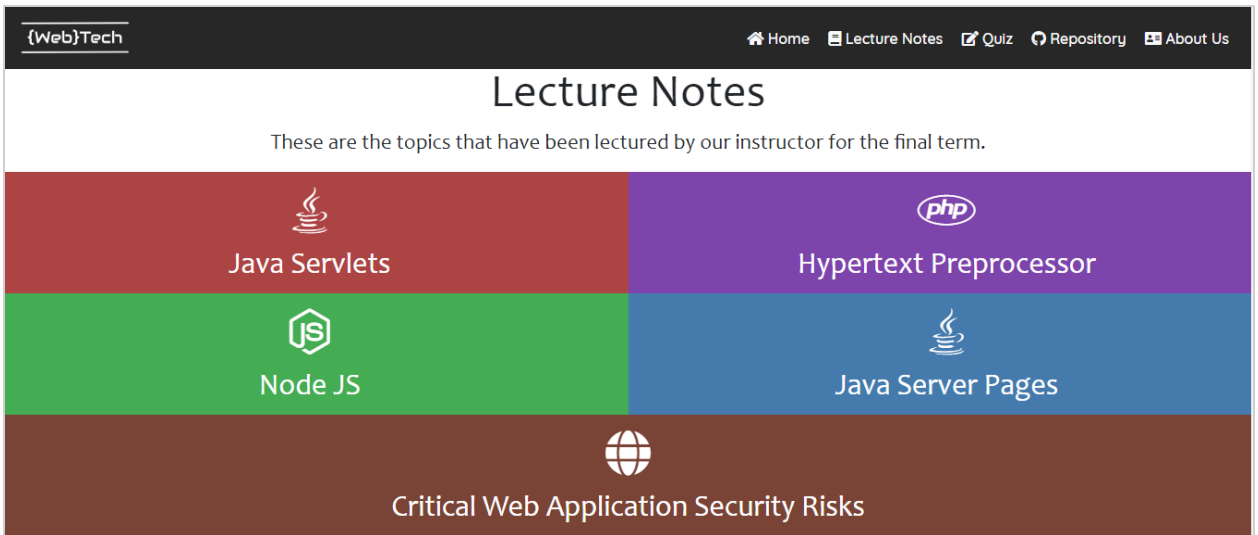 {Web}Tech
Home Lecture Notes Quiz Repository About Us
Lecture Notes
These are the topics that have been lectured by our instructor for the final term.
Java Servlets
php
Hypertext Preprocessor
JS
Node JS
Java Server Pages
Critical Web Application Security Risks